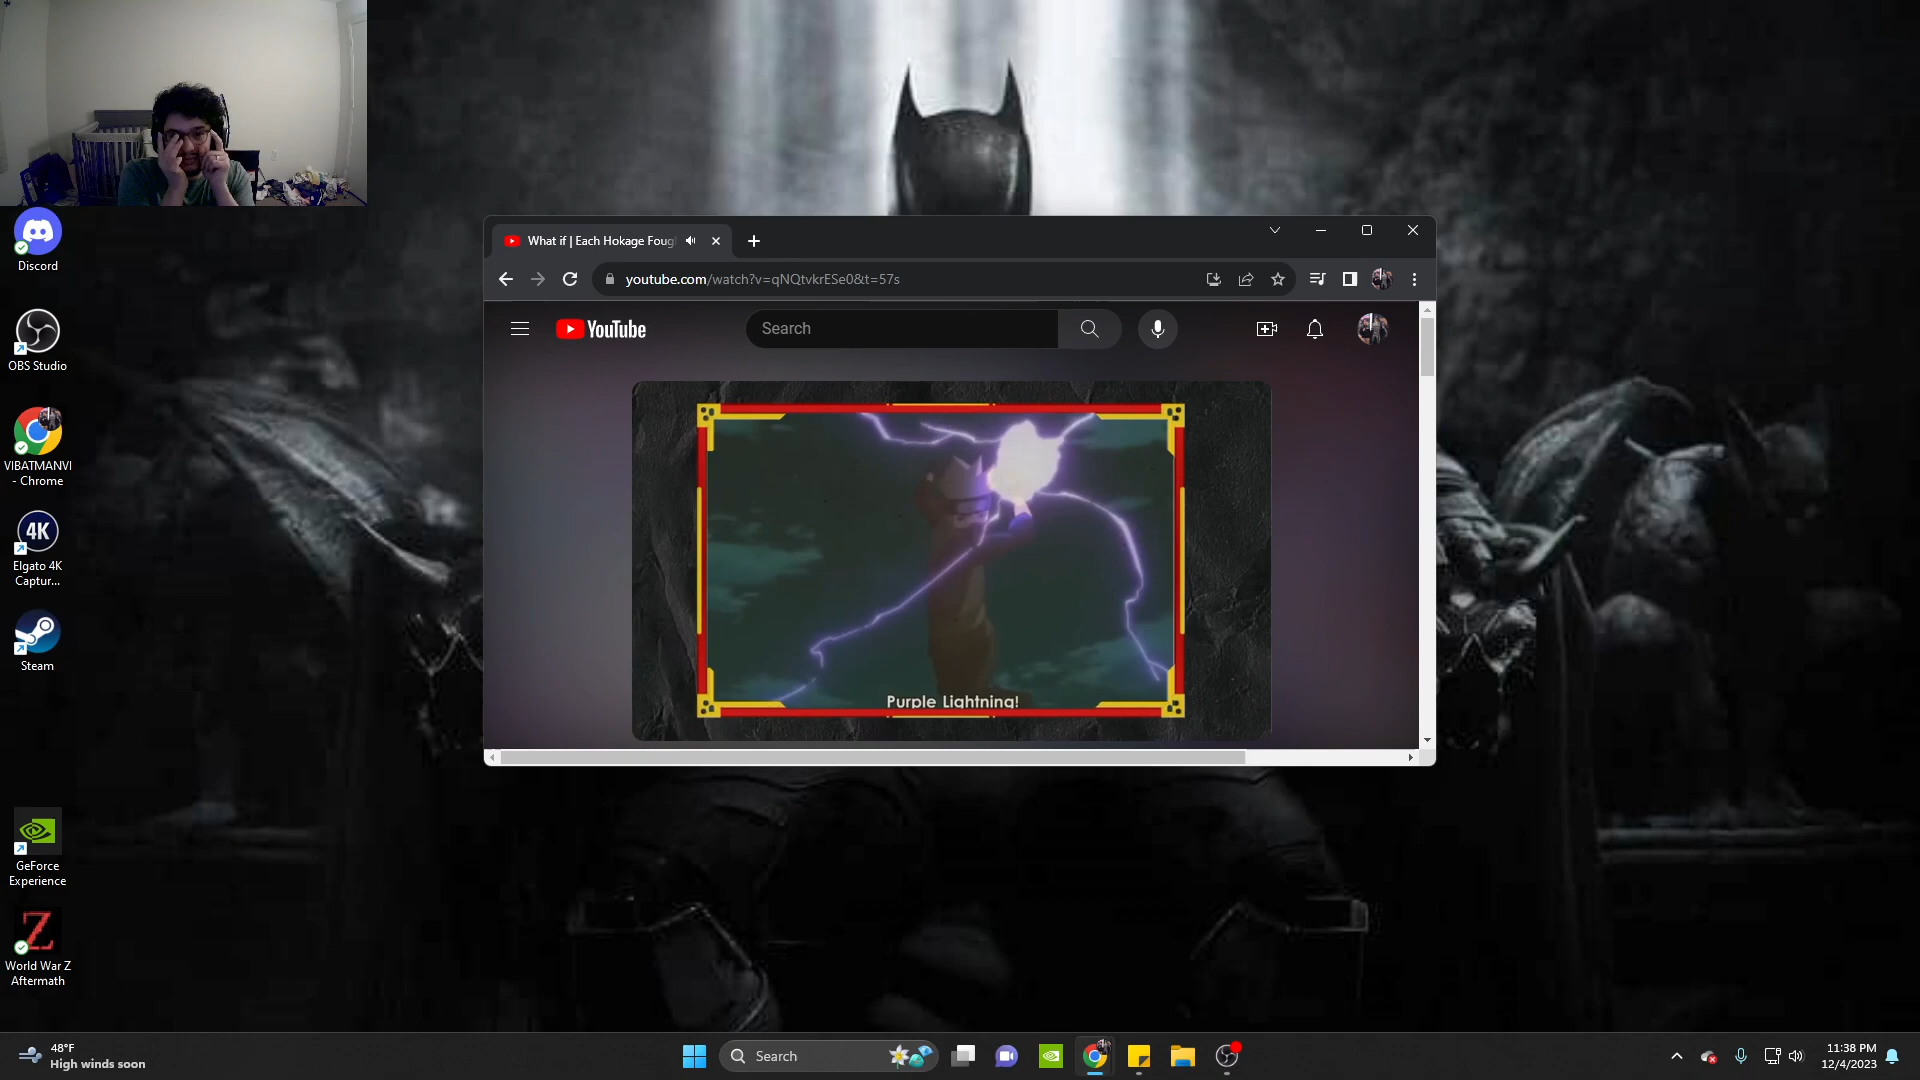 Discord
OBS Studio
VIBATMANVI
- Chrome
4K
Elgato 4K
Captur...
Steam
GeForce
Experience
Z
World War Z
Aftermath
What if | Each Hokage Foug
youtube.com/watch?v=qNQtvkrESe0&t=57s
YouTube
Search
Purple Lightning!
48°F
High winds soon
Search
11:38 PM
12/4/2023